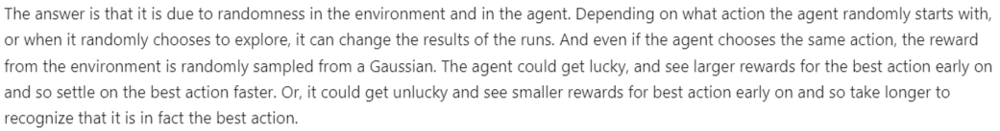 The answer is that it is due to randomness in the environment and in the agent. Depending on what action the agent randomly starts with,
or when it randomly chooses to explore, it can change the results of the runs. And even if the agent chooses the same action, the reward
from the environment is randomly sampled from a Gaussian. The agent could get lucky, and see larger rewards for the best action early on
and so settle on the best action faster. Or, it could get unlucky and see smaller rewards for best action early on and so take longer to
recognize that it is in fact the best action.